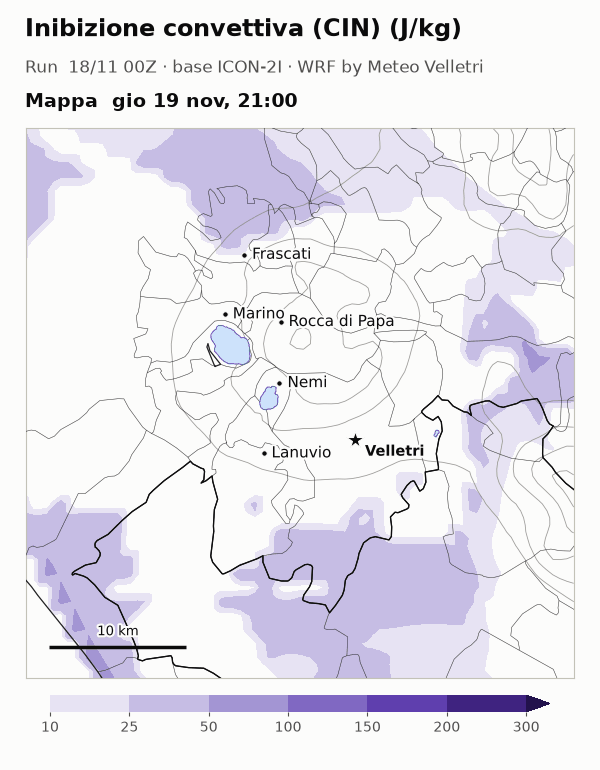 Inibizione convettiva (CIN) (J/kg)
Run  18/11 00Z · base ICON-2I · WRF by Meteo Velletri
Mappa  gio 19 nov, 21:00
Frascati
Marino
Rocca di Papa
Nemi
Velletri
Lanuvio
10 km
10 25 50 100 150 200 300